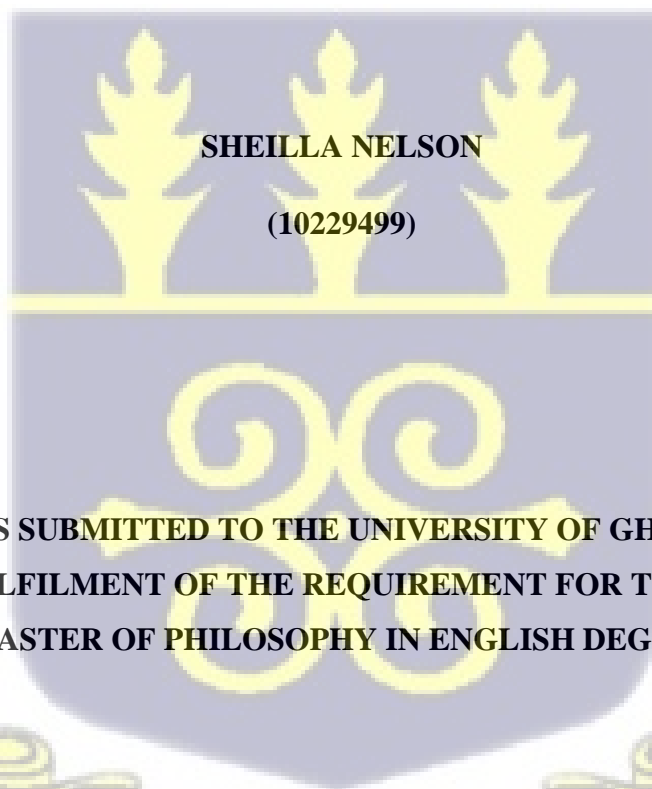 SHEILLA NELSON
(10229499)
S SUBMITTED TO THE UNIVERSITY OF GH
LFILMENT OF THE REQUIREMENT FOR T
ASTER OF PHILOSOPHY IN ENGLISH DEG